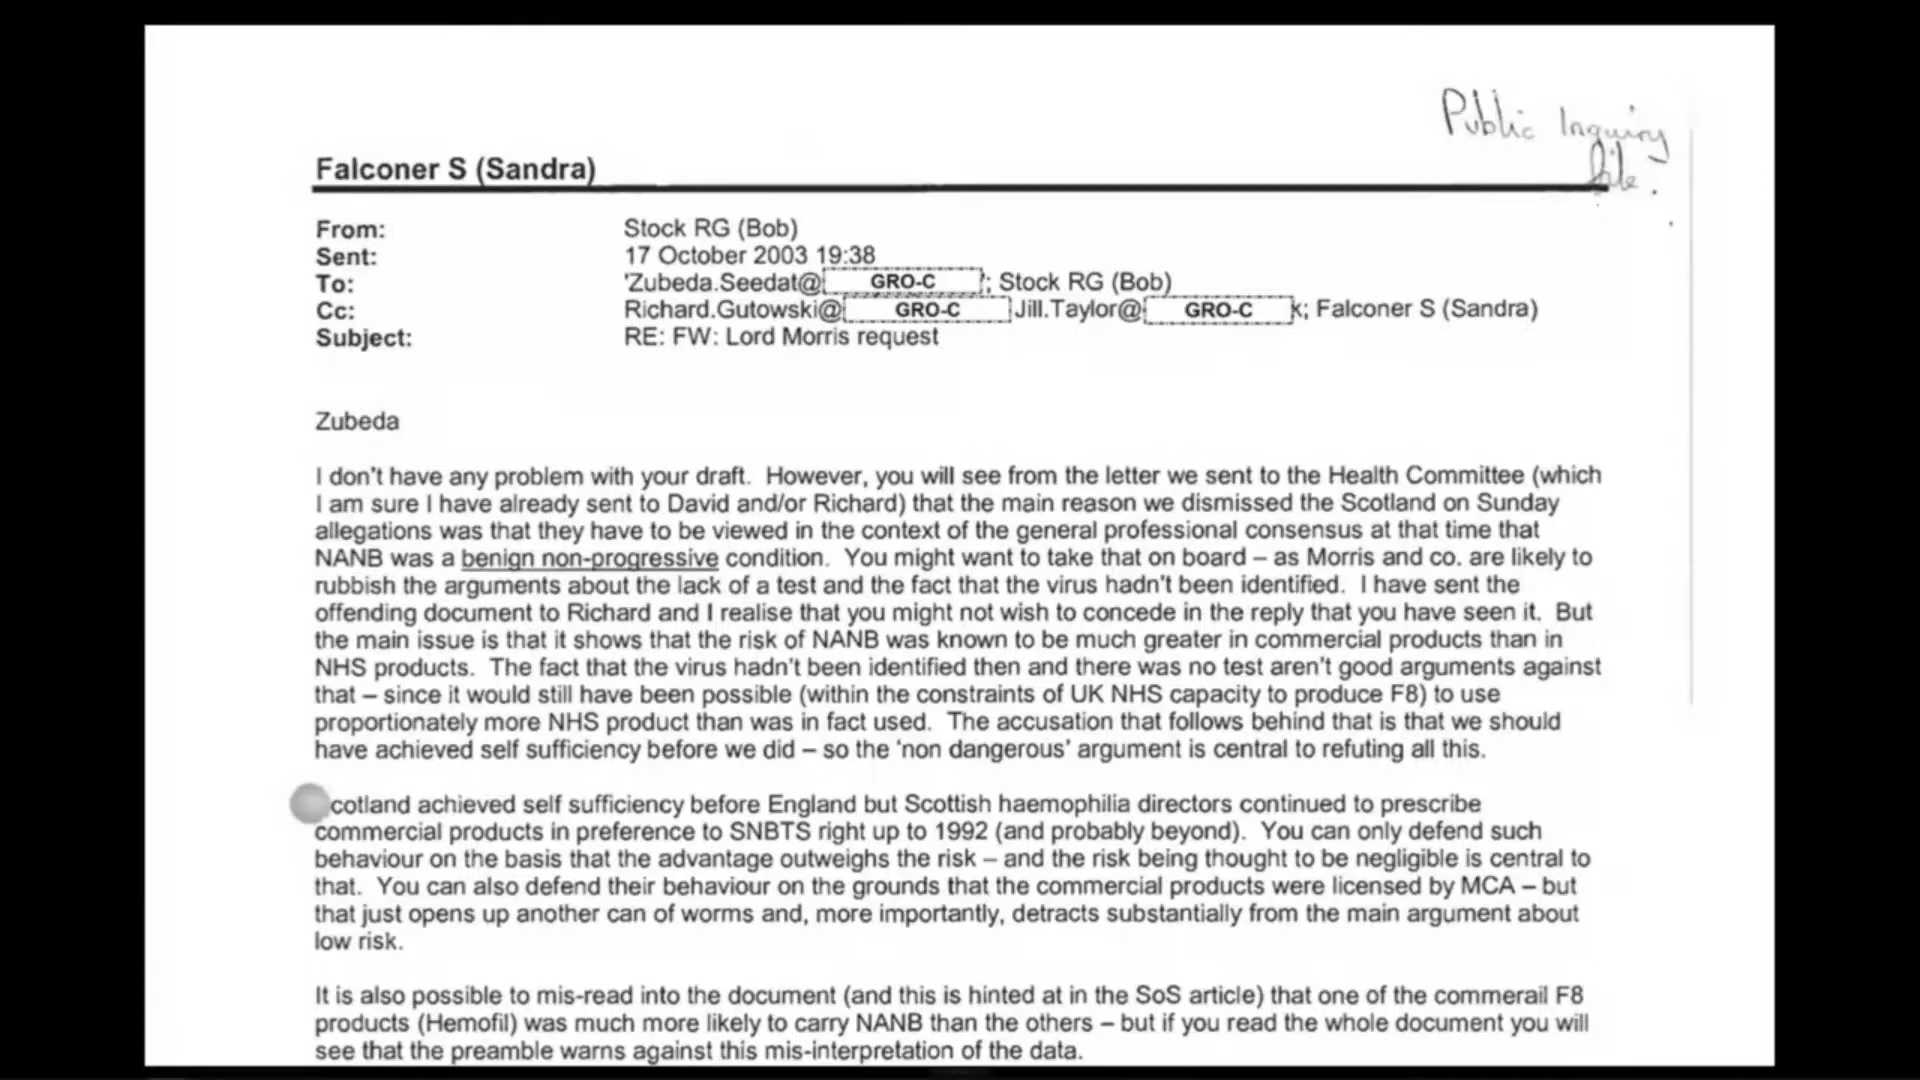 Public Inquiry
file.
Falconer S (Sandra)
From: Stock RG (Bob)
Sent: 17 October 2003 19:38
To: 'Zubeda.Seedat@ GRO-C '; Stock RG (Bob)
Cc: Richard.Gutowski@ GRO-C Jill.Taylor@ GRO-C k; Falconer S (Sandra)
Subject: RE: FW: Lord Morris request
Zubeda
I don't have any problem with your draft. However, you will see from the letter we sent to the Health Committee (which
I am sure I have already sent to David and/or Richard) that the main reason we dismissed the Scotland on Sunday
allegations was that they have to be viewed in the context of the general professional consensus at that time that
NANB was a benign non-progressive condition. You might want to take that on board – as Morris and co. are likely to
rubbish the arguments about the lack of a test and the fact that the virus hadn't been identified. I have sent the
offending document to Richard and I realise that you might not wish to concede in the reply that you have seen it. But
the main issue is that it shows that the risk of NANB was known to be much greater in commercial products than in
NHS products. The fact that the virus hadn't been identified then and there was no test aren't good arguments against
that – since it would still have been possible (within the constraints of UK NHS capacity to produce F8) to use
proportionately more NHS product than was in fact used. The accusation that follows behind that is that we should
have achieved self sufficiency before we did – so the 'non dangerous' argument is central to refuting all this.
cotland achieved self sufficiency before England but Scottish haemophilia directors continued to prescribe
commercial products in preference to SNBTS right up to 1992 (and probably beyond). You can only defend such
behaviour on the basis that the advantage outweighs the risk – and the risk being thought to be negligible is central to
that. You can also defend their behaviour on the grounds that the commercial products were licensed by MCA – but
that just opens up another can of worms and, more importantly, detracts substantially from the main argument about
low risk.
It is also possible to mis-read into the document (and this is hinted at in the SoS article) that one of the commerail F8
products (Hemofil) was much more likely to carry NANB than the others – but if you read the whole document you will
see that the preamble warns against this mis-interpretation of the data.